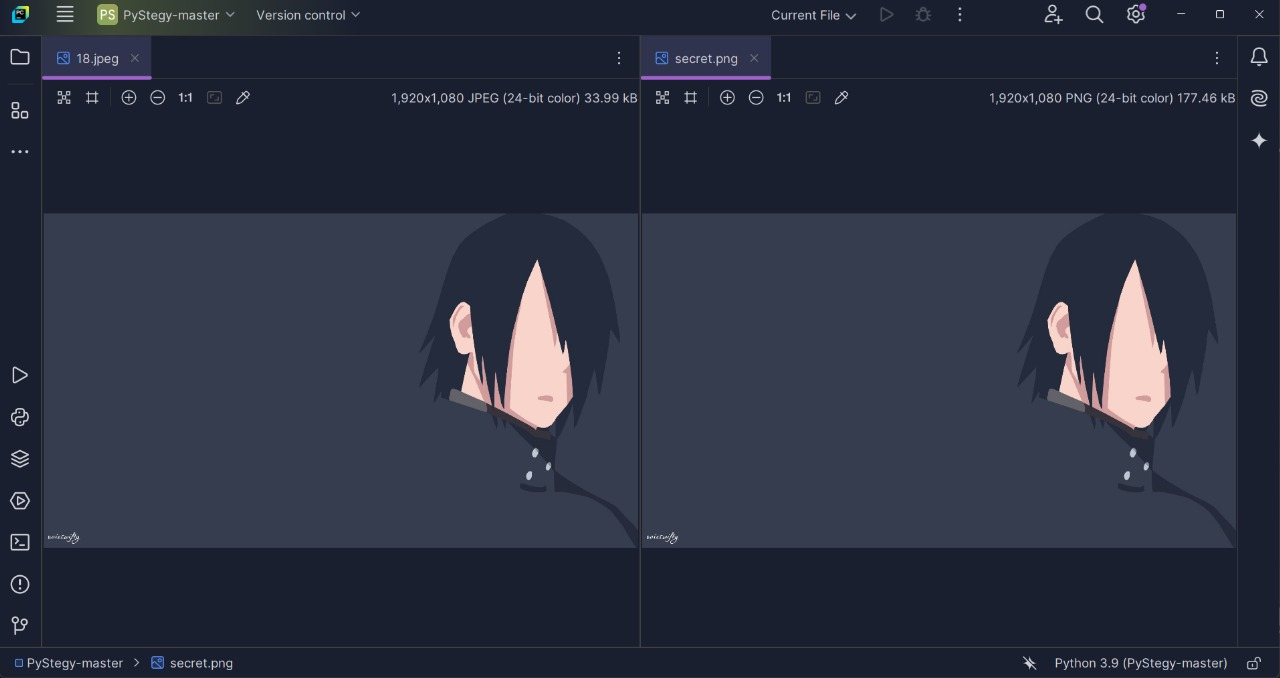 PS PyStegy-master Version control Current File
18.jpeg secret.png
1:1 1,920x1,080 JPEG (24-bit color) 33.99 kB 1:1 1,920x1,080 PNG (24-bit color) 177.46 kB
PyStegy-master secret.png Python 3.9 (PyStegy-master)